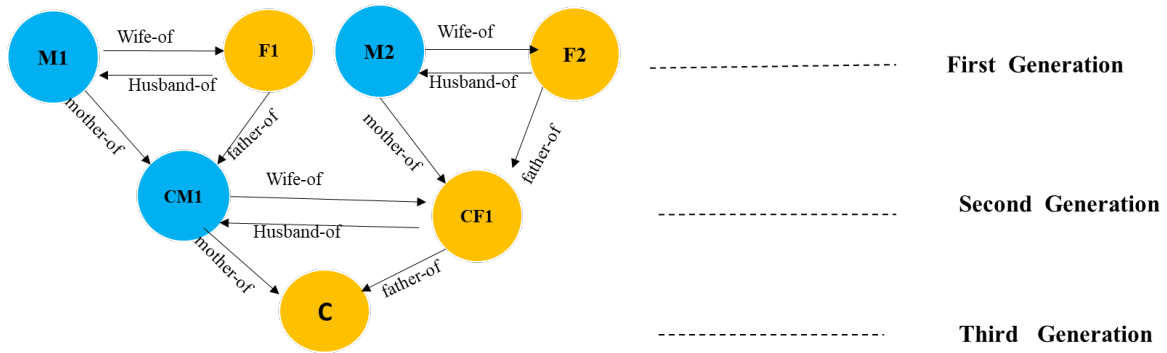 M1
Wife-of
F1
Husband-of
M2
Wife-of
F2
Husband-of
First Generation
mother-of
father-of
mother-of
father-of
CM1
Wife-of
CF1
Husband-of
Second Generation
mother-of
father-of
C
Third Generation